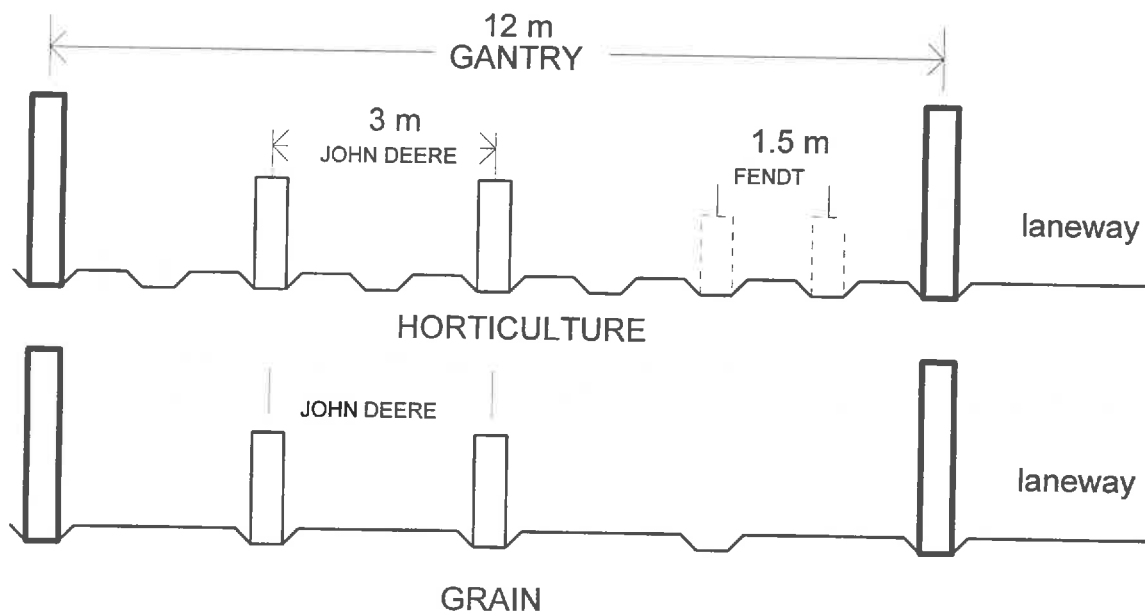 12 m
GANTRY
3 m
JOHN DEERE
1.5 m
FENDT
laneway
HORTICULTURE
JOHN DEERE
laneway
GRAIN